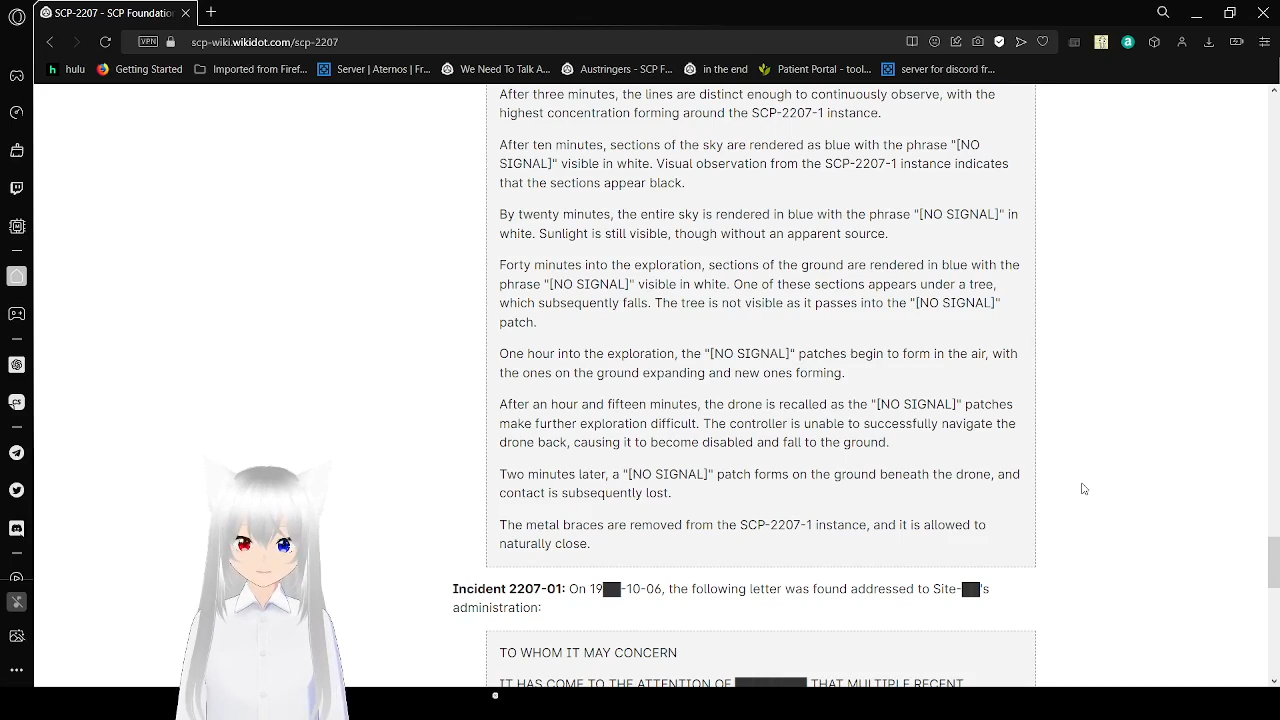 SCP-2207 - SCP Foundation
scp-wiki.wikidot.com/scp-2207
VPN
hulu
Getting Started
Imported from Firef...
Server | Aternos | Fr...
We Need To Talk A...
Austringers - SCP F...
in the end
Patient Portal - tool...
server for discord fr...
After three minutes, the lines are distinct enough to continuously observe, with the
highest concentration forming around the SCP-2207-1 instance.
After ten minutes, sections of the sky are rendered as blue with the phrase "[NO
SIGNAL]" visible in white. Visual observation from the SCP-2207-1 instance indicates
that the sections appear black.
By twenty minutes, the entire sky is rendered in blue with the phrase "[NO SIGNAL]" in
white. Sunlight is still visible, though without an apparent source.
Forty minutes into the exploration, sections of the ground are rendered in blue with the
phrase "[NO SIGNAL]" visible in white. One of these sections appears under a tree,
which subsequently falls. The tree is not visible as it passes into the "[NO SIGNAL]"
patch.
One hour into the exploration, the "[NO SIGNAL]" patches begin to form in the air, with
the ones on the ground expanding and new ones forming.
After an hour and fifteen minutes, the drone is recalled as the "[NO SIGNAL]" patches
make further exploration difficult. The controller is unable to successfully navigate the
drone back, causing it to become disabled and fall to the ground.
Two minutes later, a "[NO SIGNAL]" patch forms on the ground beneath the drone, and
contact is subsequently lost.
The metal braces are removed from the SCP-2207-1 instance, and it is allowed to
naturally close.
Incident 2207-01: On 19██-10-06, the following letter was found addressed to Site-██'s
administration:
TO WHOM IT MAY CONCERN
IT HAS COME TO THE ATTENTION OF ████████ THAT MULTIPLE RECENT